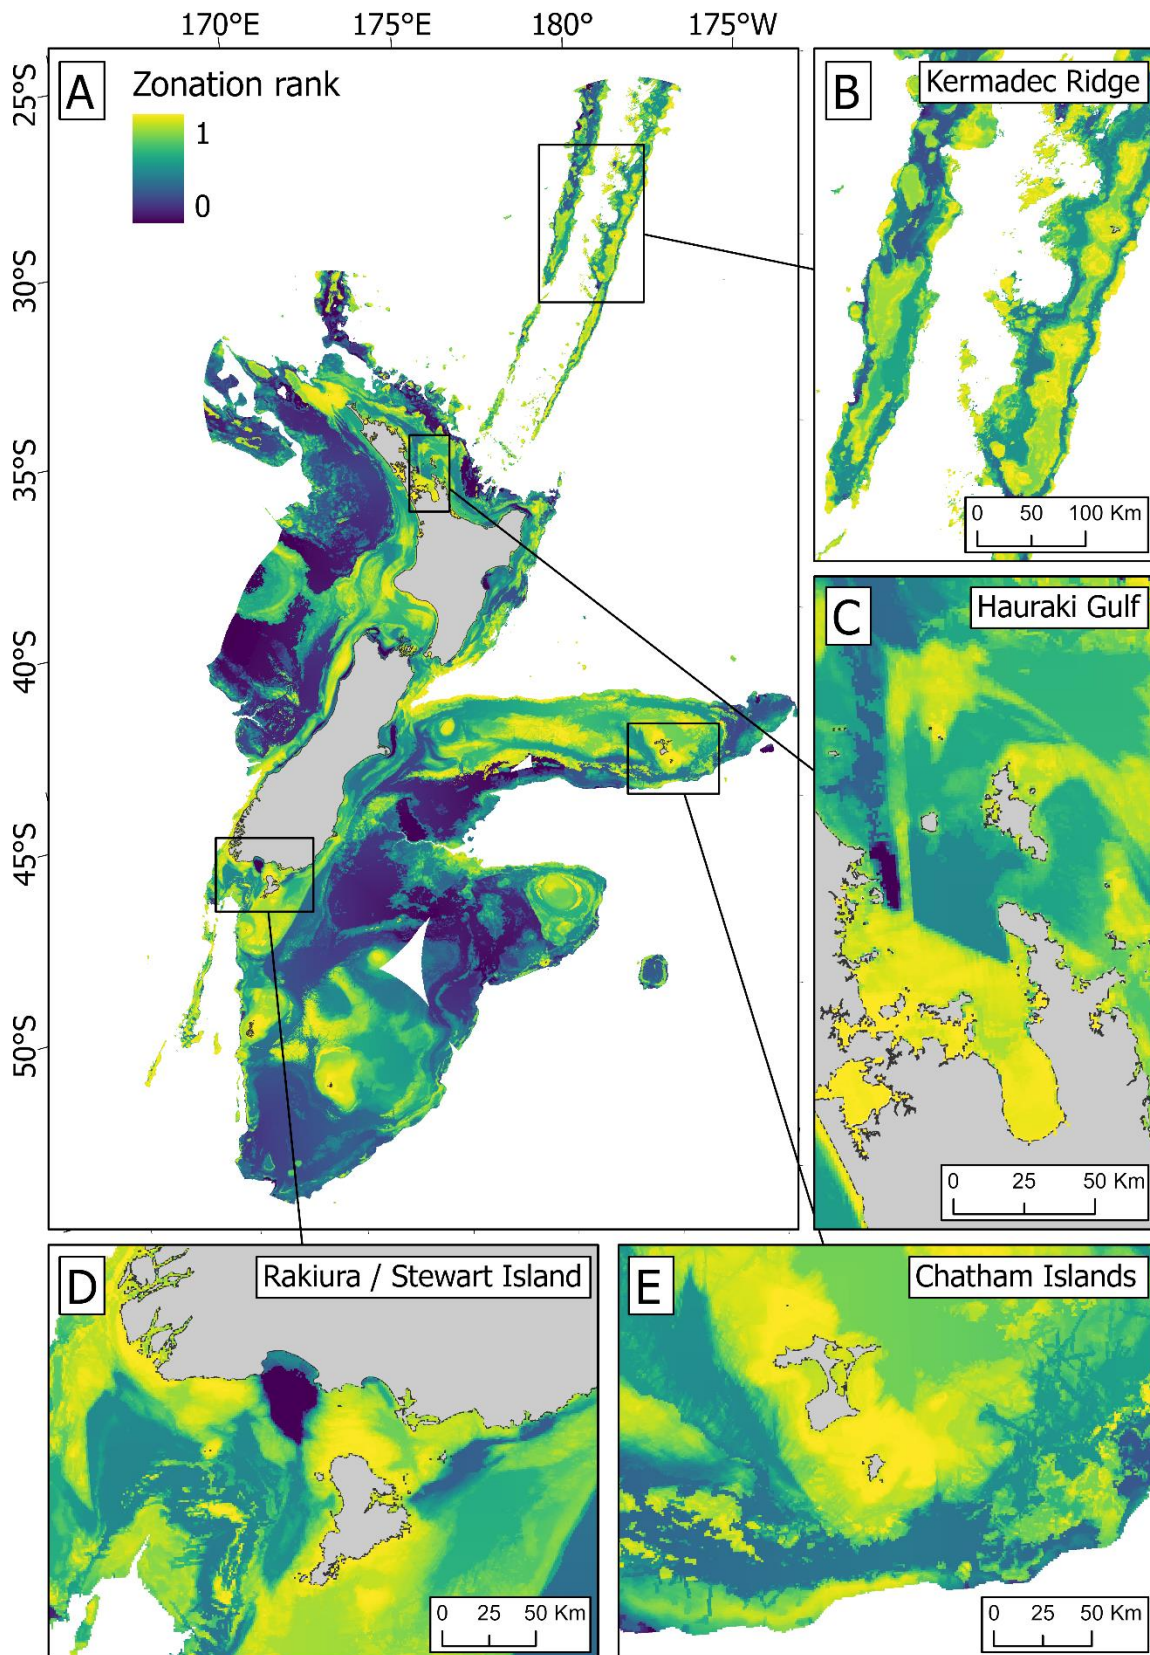 170°E 175°E 180° 175°W
A
Zonation rank
1
0
25°S
30°S
35°S
40°S
45°S
50°S
B
Kermadec Ridge
0 50 100 Km
C
Hauraki Gulf
0 25 50 Km
D
Rakiura / Stewart Island
0 25 50 Km
E
Chatham Islands
0 25 50 Km